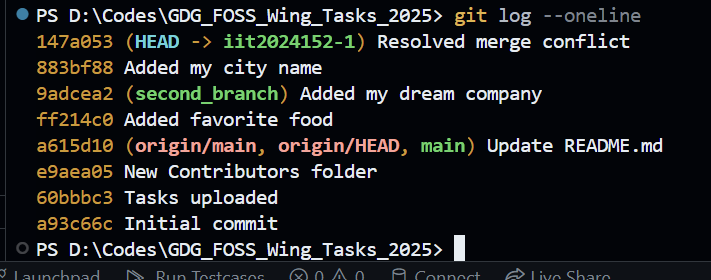 PS D:\Codes\GDG_FOSS_Wing_Tasks_2025> git log --oneline
147a053 (HEAD -> iit2024152-1) Resolved merge conflict
883bf88 Added my city name
9adcea2 (second_branch) Added my dream company
ff214c0 Added favorite food
a615d10 (origin/main, origin/HEAD, main) Update README.md
e9aea05 New Contributors folder
60bbbc3 Tasks uploaded
a93c66c Initial commit
PS D:\Codes\GDG_FOSS_Wing_Tasks_2025>
Launchpad Run Testcases 0 0 Connect Live Share